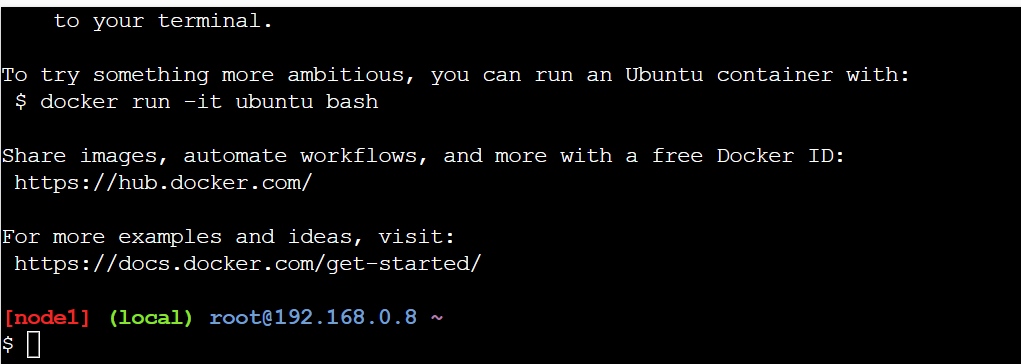 to your terminal.
To try something more ambitious, you can run an Ubuntu container with:
$ docker run -it ubuntu bash
Share images, automate workflows, and more with a free Docker ID:
https://hub.docker.com/
For more examples and ideas, visit:
https://docs.docker.com/get-started/
[node1] (local) root@192.168.0.8 ~
$